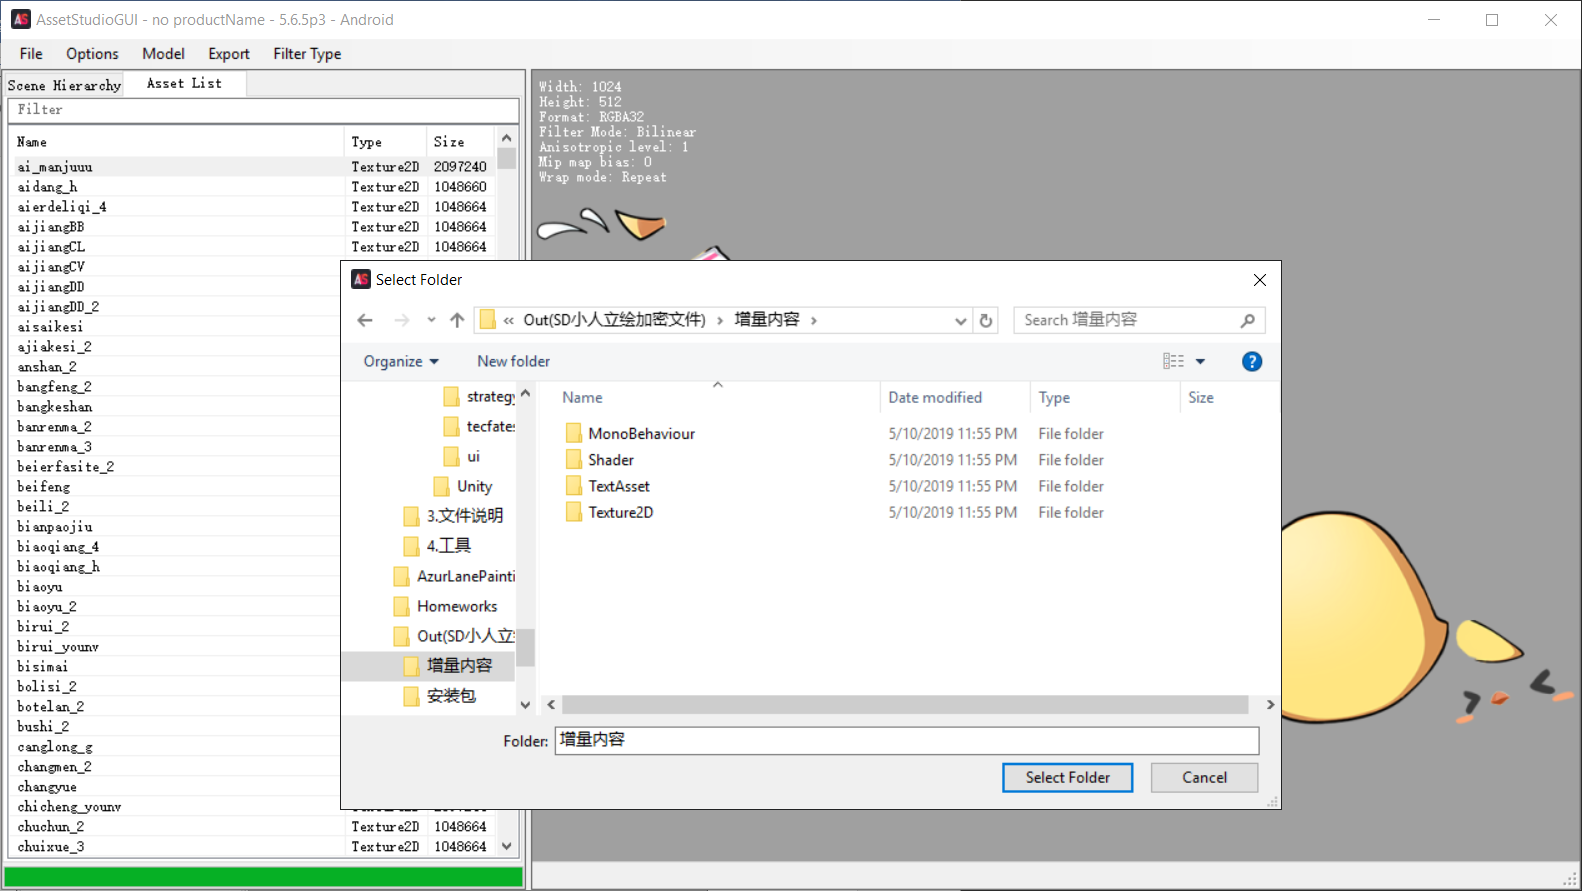 AssetStudioGUI - no productName - 5.6.5p3 - Android
File Options Model Export Filter Type
Scene Hierarchy Asset List
Filter
Name Type Size
ai_manjuuu Texture2D 2097240
aidang_h Texture2D 1048660
aierdeliqi_4 Texture2D 1048664
aijiangBB Texture2D 1048664
aijiangCL Texture2D 1048664
aijiangCV
aijiangDD
aijiangDD_2
aisaikesi
ajiakesi_2
anshan_2
bangfeng_2
bangkeshan
banrenma_2
banrenma_3
beierfasite_2
beifeng
beili_2
bianpaojiu
biaoqiang_4
biaoqiang_h
biaoyu
biaoyu_2
birui_2
birui_younv
bisimai
bolisi_2
botelan_2
bushi_2
canglong_g
changmen_2
changyue
chicheng_younv
chuchun_2 Texture2D 1048664
chuixue_3 Texture2D 1048664
Width: 1024
Height: 512
Format: RGBA32
Filter Mode: Bilinear
Anisotropic level: 1
Mip map bias: 0
Wrap mode: Repeat
Select Folder
« Out(SD小人立绘加密文件) › 增量内容 ›
Search 增量内容
Organize New folder
strategy
tecfates
ui
Unity
3.文件说明
4.工具
AzurLanePainti
Homeworks
Out(SD小人立
增量内容
安装包
Name Date modified Type Size
MonoBehaviour 5/10/2019 11:55 PM File folder
Shader 5/10/2019 11:55 PM File folder
TextAsset 5/10/2019 11:55 PM File folder
Texture2D 5/10/2019 11:55 PM File folder
Folder: 增量内容
Select Folder Cancel